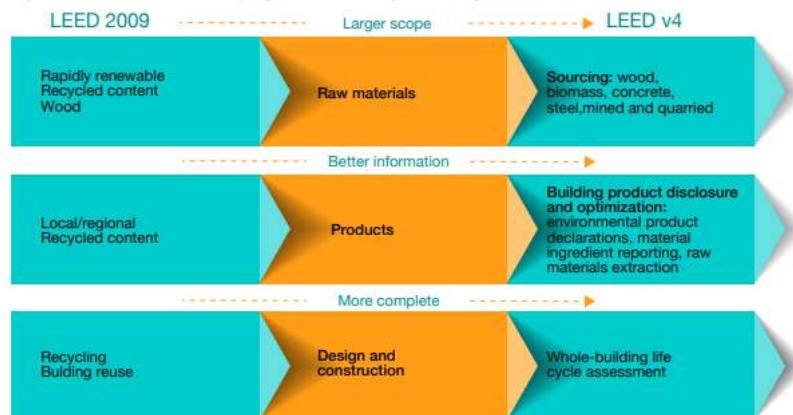 LEED 2009
Larger scope
LEED v4
Rapidly renewable
Recycled content
Wood
Raw materials
Sourcing: wood,
biomass, concrete,
steel,mined and quarried
Better information
Local/regional
Recycled content
Products
Building product disclosure
and optimization:
environmental product
declarations, material
ingredient reporting, raw
materials extraction
More complete
Recycling
Bulding reuse
Design and
construction
Whole-building life
cycle assessment